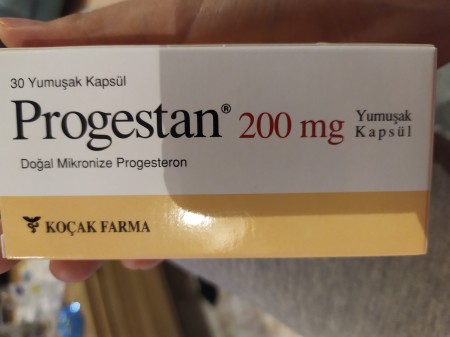 30 Yumuşak Kapsül
Progestan® 200 mg Yumuşak Kapsül
Doğal Mikronize Progesteron
KOÇAK FARMA